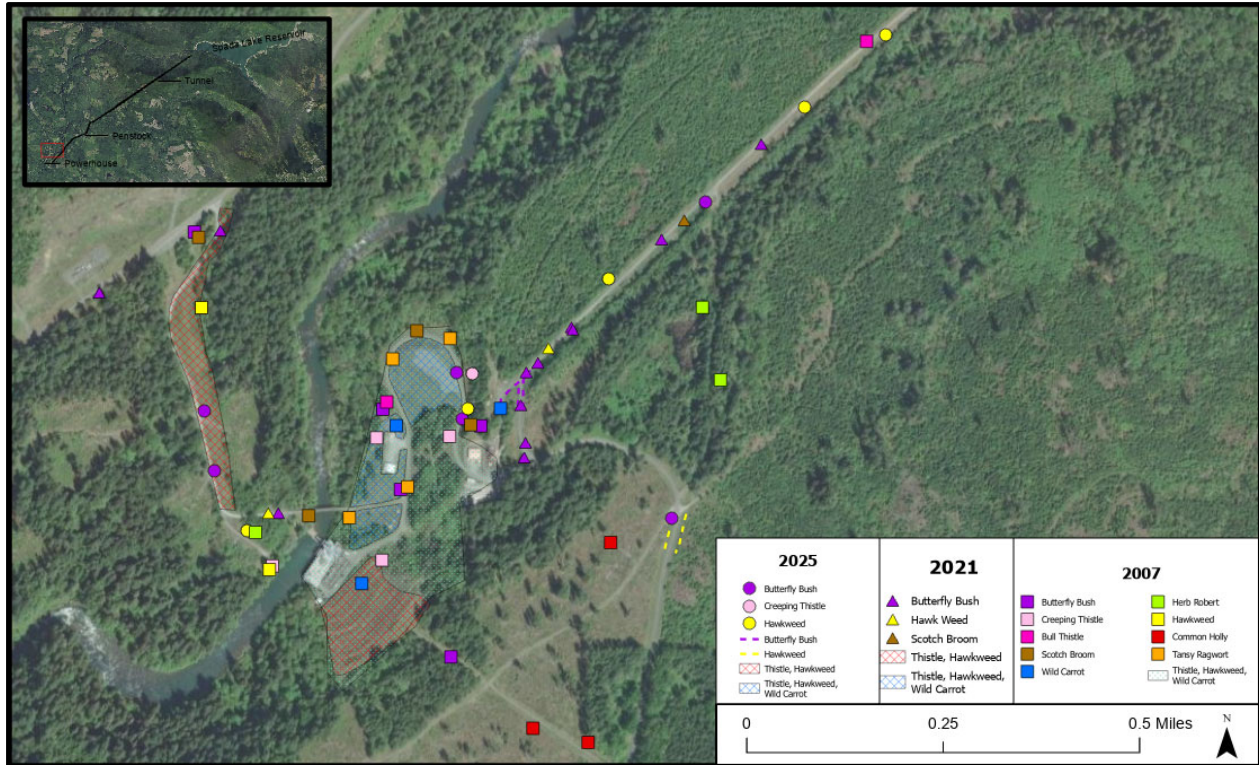 Spada Lake Reservoir
Tunnel
Penstock
Powerhouse
2025
Butterfly Bush
Creeping Thistle
Hawkweed
Butterfly Bush
Hawkweed
Thistle, Hawkweed
Thistle, Hawkweed,
Wild Carrot
2021
Butterfly Bush
Hawk Weed
Scotch Broom
Thistle, Hawkweed
Thistle, Hawkweed,
Wild Carrot
2007
Butterfly Bush
Creeping Thistle
Bull Thistle
Scotch Broom
Wild Carrot
Herb Robert
Hawkweed
Common Holly
Tansy Ragwort
Thistle, Hawkweed,
Wild Carrot
0 0.25 0.5 Miles
N